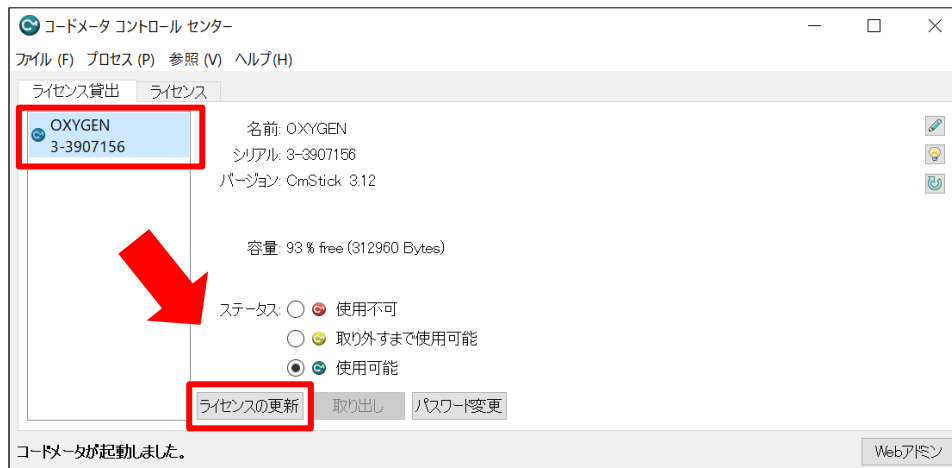 コードメータ コントロール センター
ファイル (F) プロセス (P) 参照 (V) ヘルプ(H)
ライセンス貸出 ライセンス
OXYGEN
3-3907156
名前: OXYGEN
シリアル: 3-3907156
バージョン: CmStick 3.12
容量: 93 % free (312960 Bytes)
ステータス: 使用不可
取り外すまで使用可能
使用可能
ライセンスの更新 取り出し パスワード変更
コードメータが起動しました。 Webアドミン